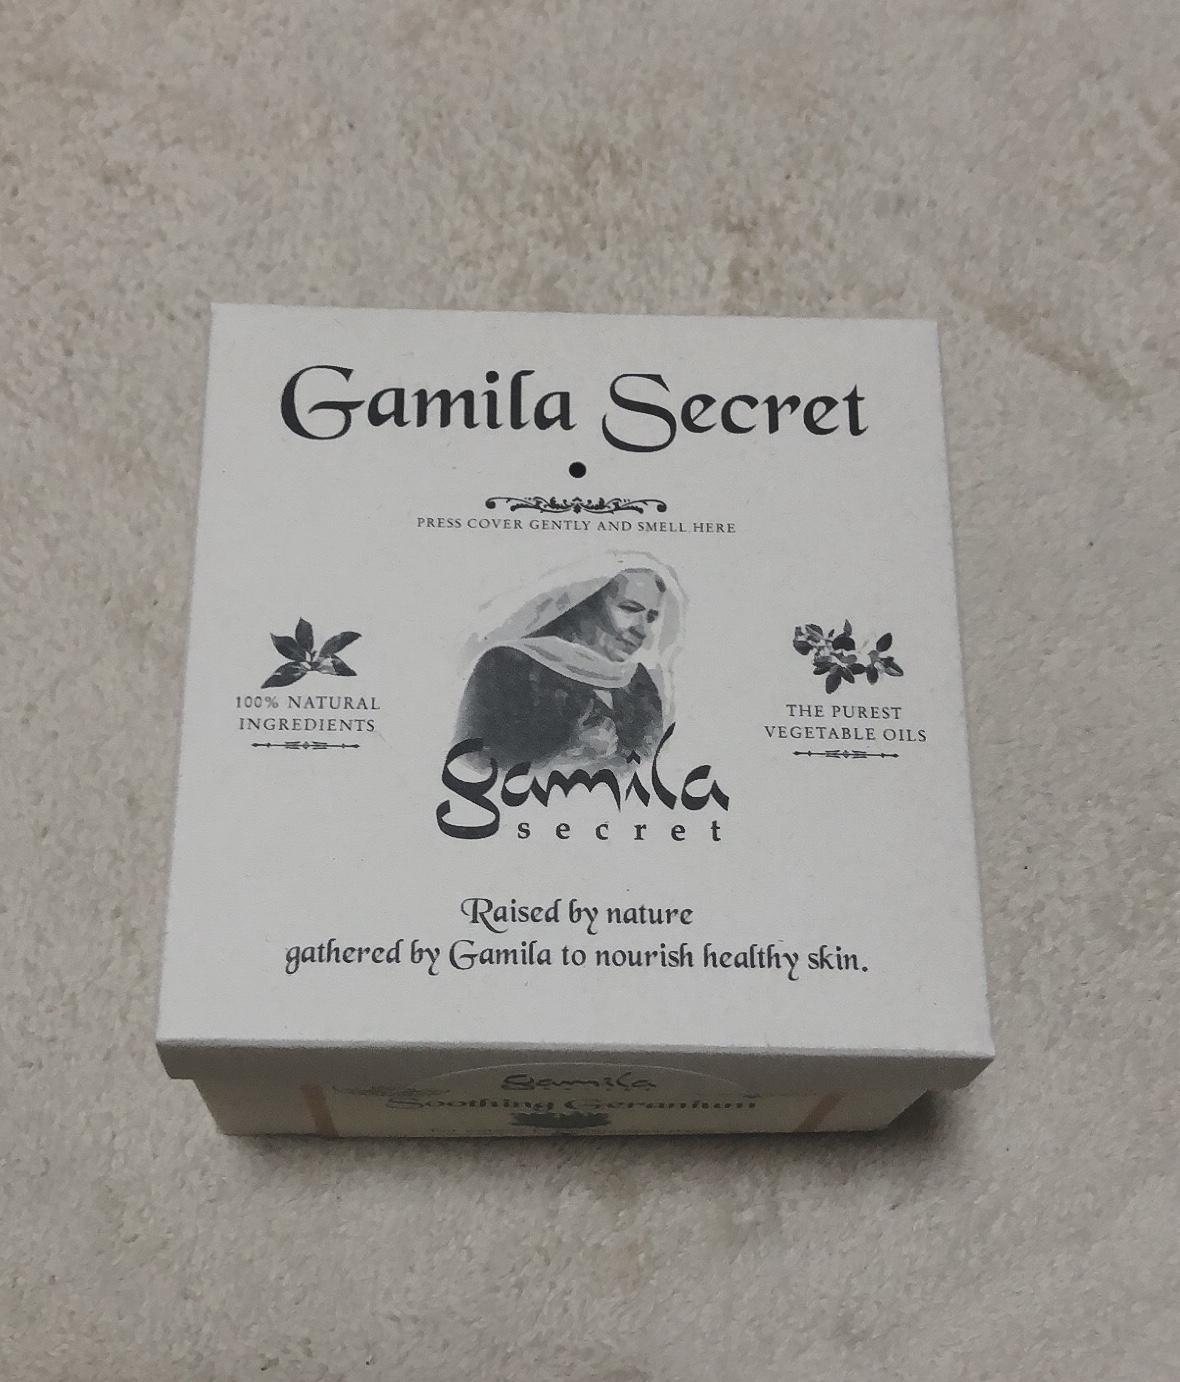 Gamila Secret
PRESS COVER GENTLY AND SMELL HERE
100% NATURAL
INGREDIENTS
THE PUREST
VEGETABLE OILS
gamila
secret
Raised by nature
gathered by Gamila to nourish healthy skin.
gamila
Soothing Geranium